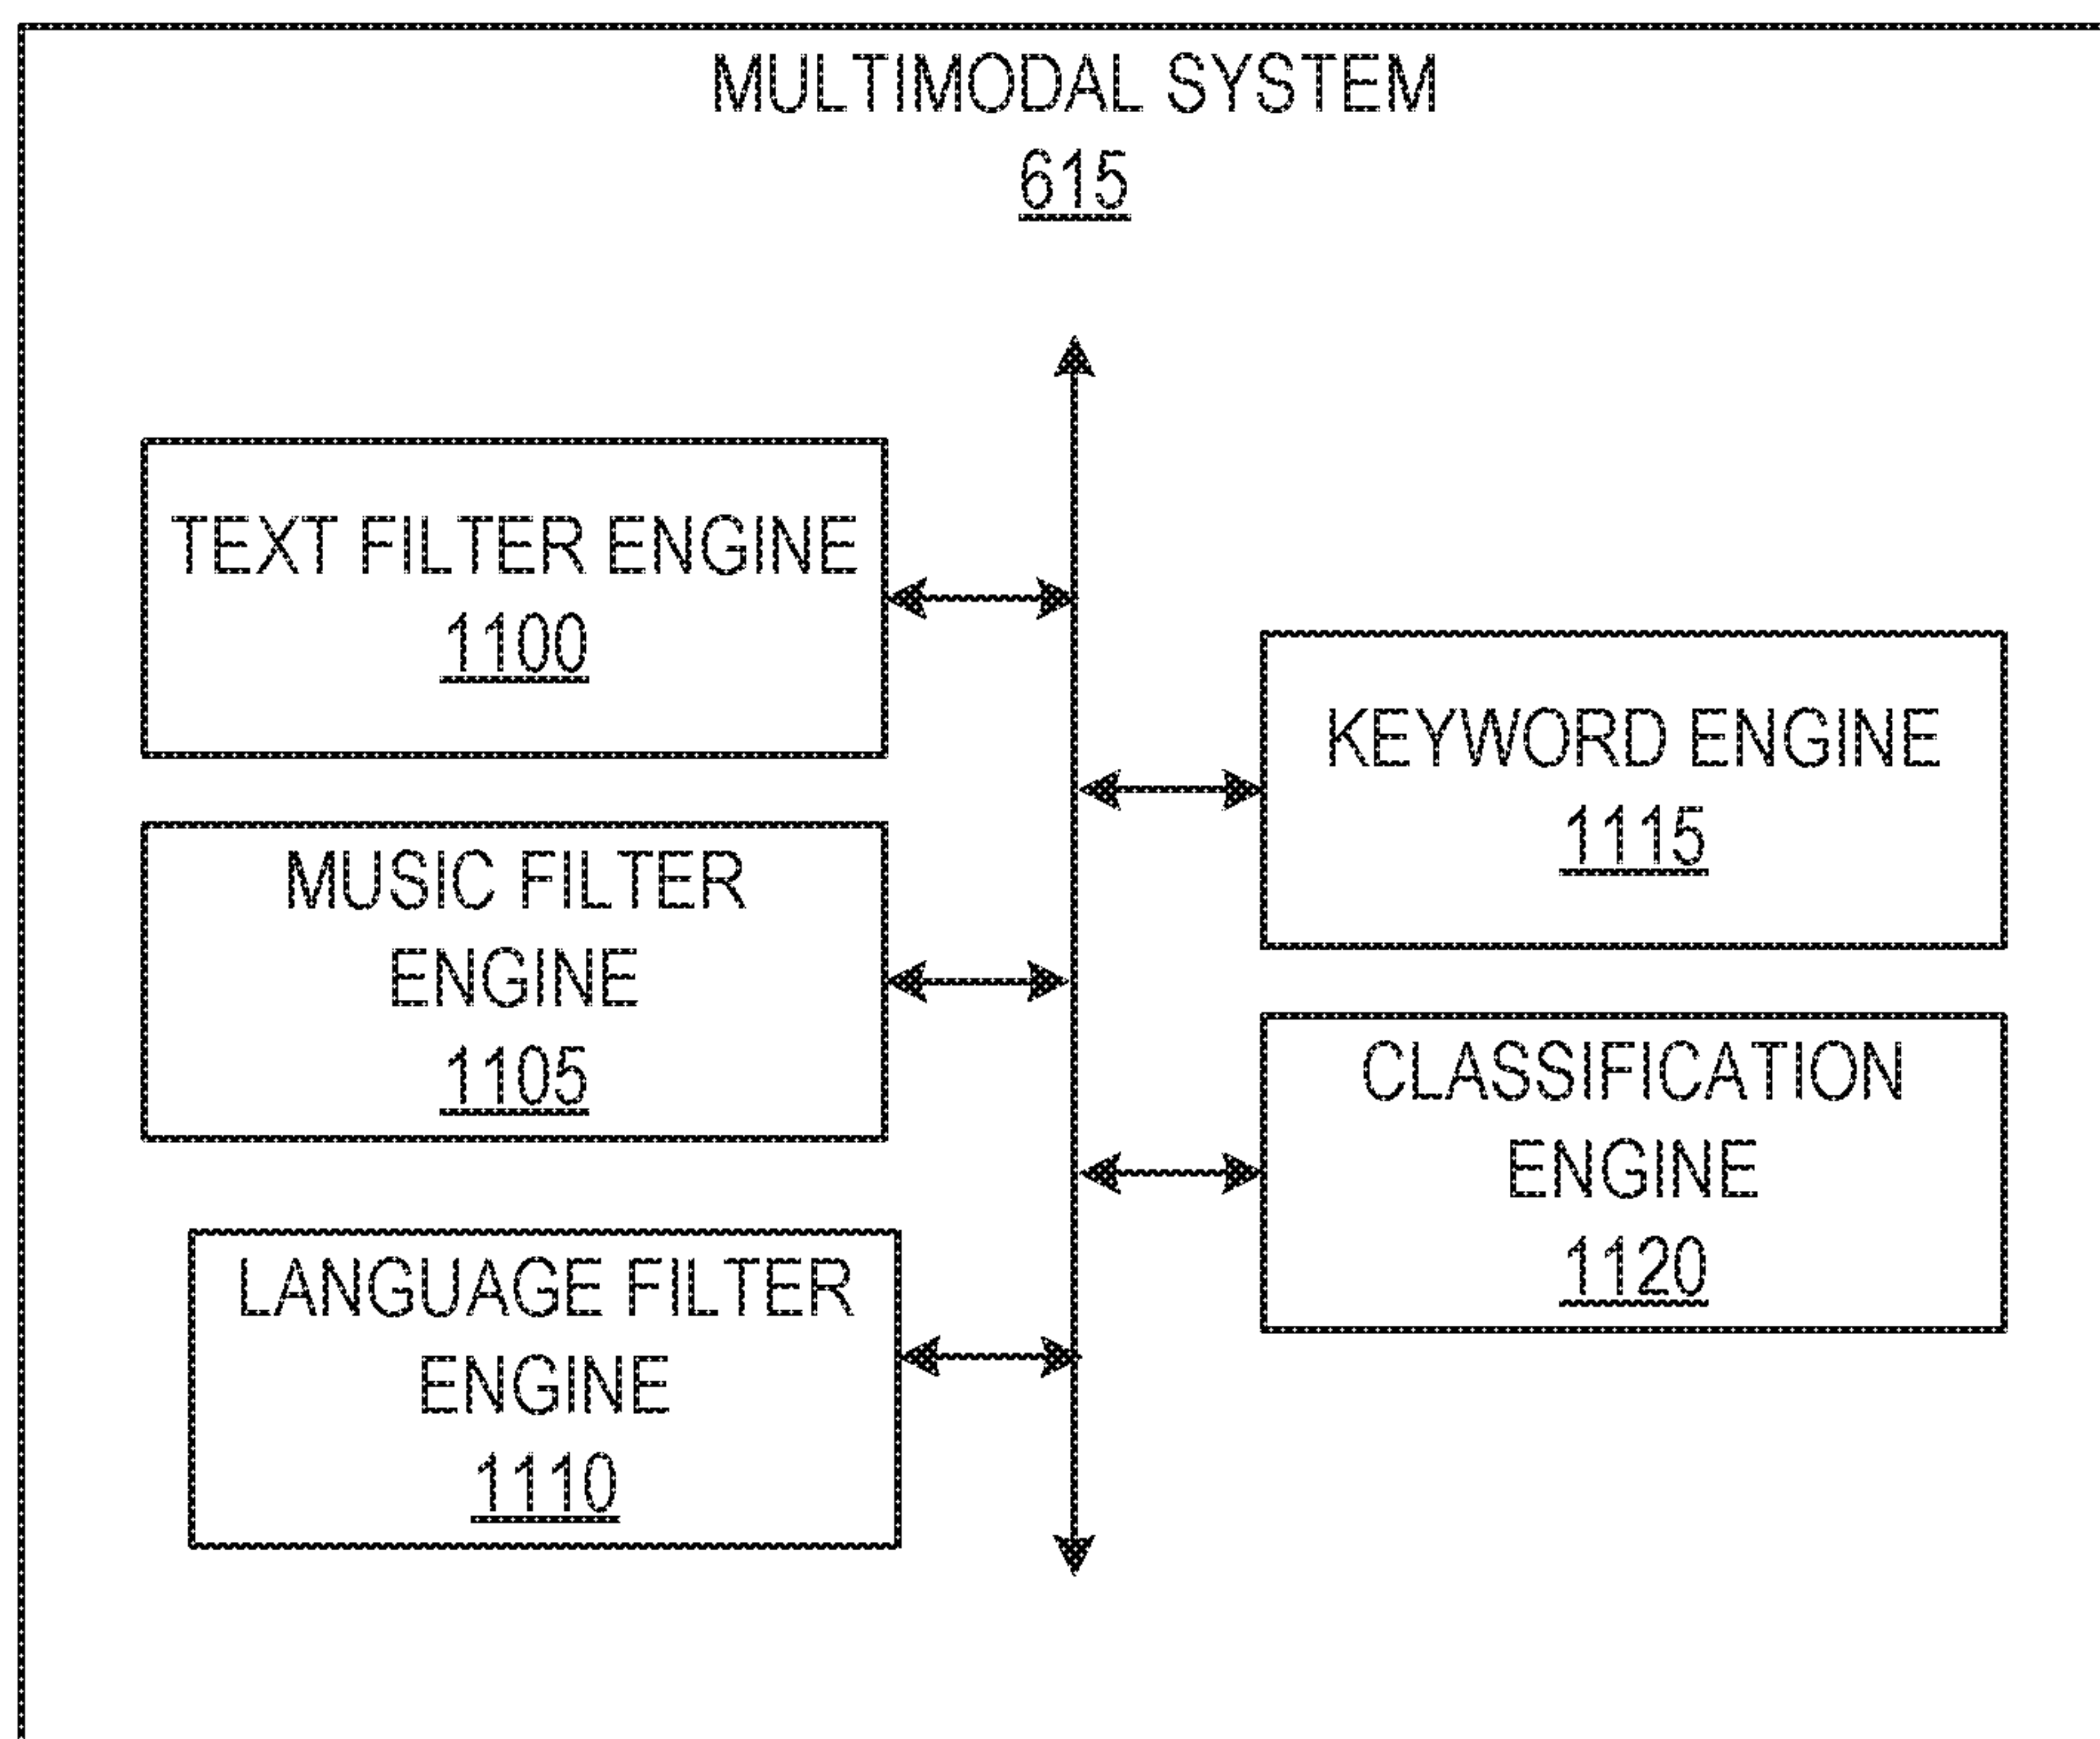 MULTIMODAL SYSTEM
615
TEXT FILTER ENGINE
1100
KEYWORD ENGINE
1115
MUSIC FILTER
ENGINE
1105
CLASSIFICATION
ENGINE
1120
LANGUAGE FILTER
ENGINE
1110